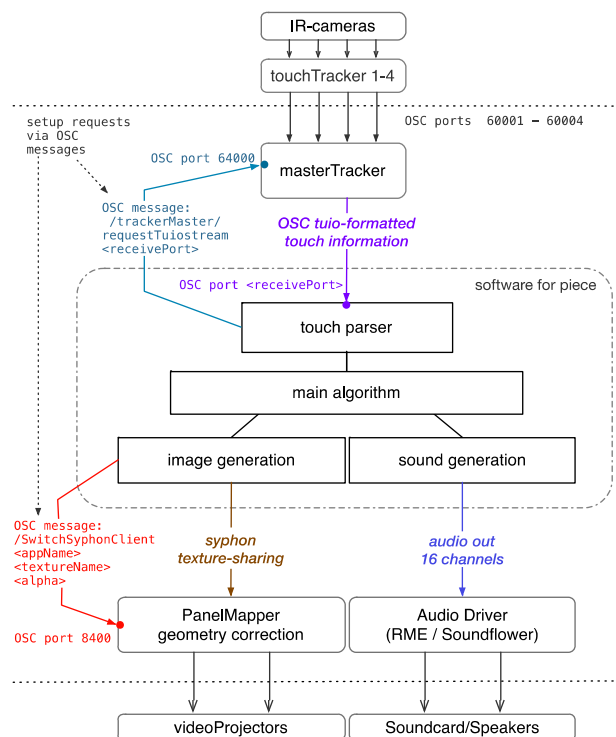 IR-cameras
touchTracker 1-4
OSC ports 60001 – 60004
setup requests
via OSC
messages
OSC port 64000
masterTracker
OSC message:
/trackerMaster/
requestTuiostream
<receivePort>
OSC tuio-formatted
touch information
OSC port <receivePort>
software for piece
touch parser
main algorithm
image generation
sound generation
OSC message:
/SwitchSyphonClient
<appName>
<textureName>
<alpha>
syphon
texture-sharing
audio out
16 channels
OSC port 8400
PanelMapper
geometry correction
Audio Driver
(RME / Soundflower)
videoProjectors
Soundcard/Speakers